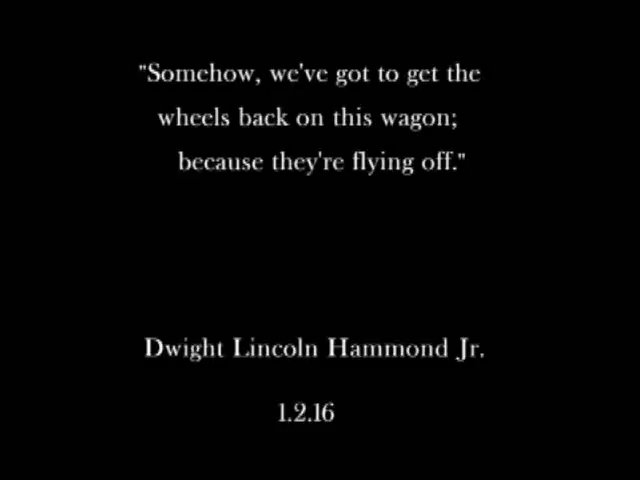 "Somehow, we've got to get the
wheels back on this wagon;
because they're flying off."
Dwight Lincoln Hammond Jr.
1.2.16